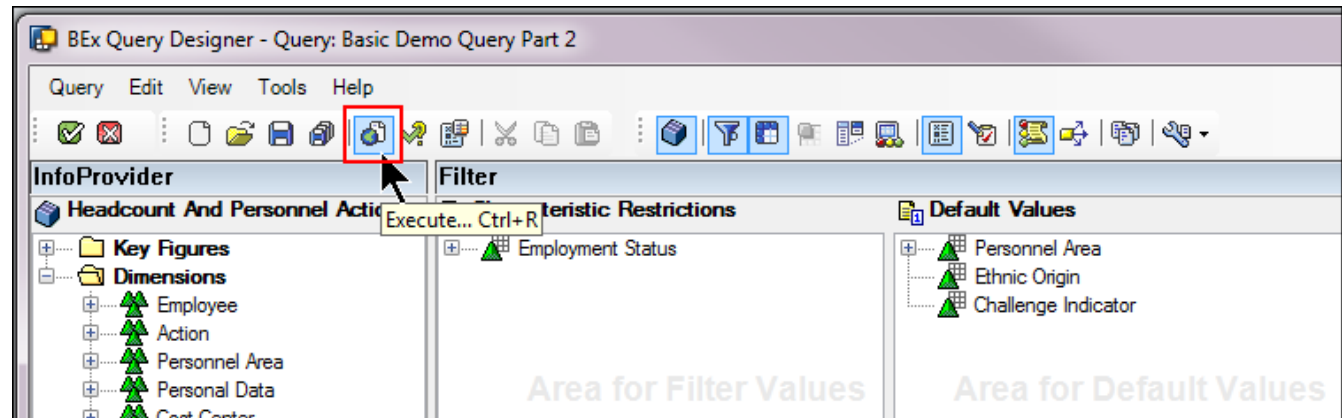 BEx Query Designer - Query: Basic Demo Query Part 2
Query Edit View Tools Help
InfoProvider
Filter
Headcount And Personnel
Execute... Ctrl+R
Restrictions
Default Values
Key Figures
Employment Status
Personnel Area
Dimensions
Ethnic Origin
Employee
Challenge Indicator
Action
Personnel Area
Personal Data
Area for Filter Values
Area for Default Values